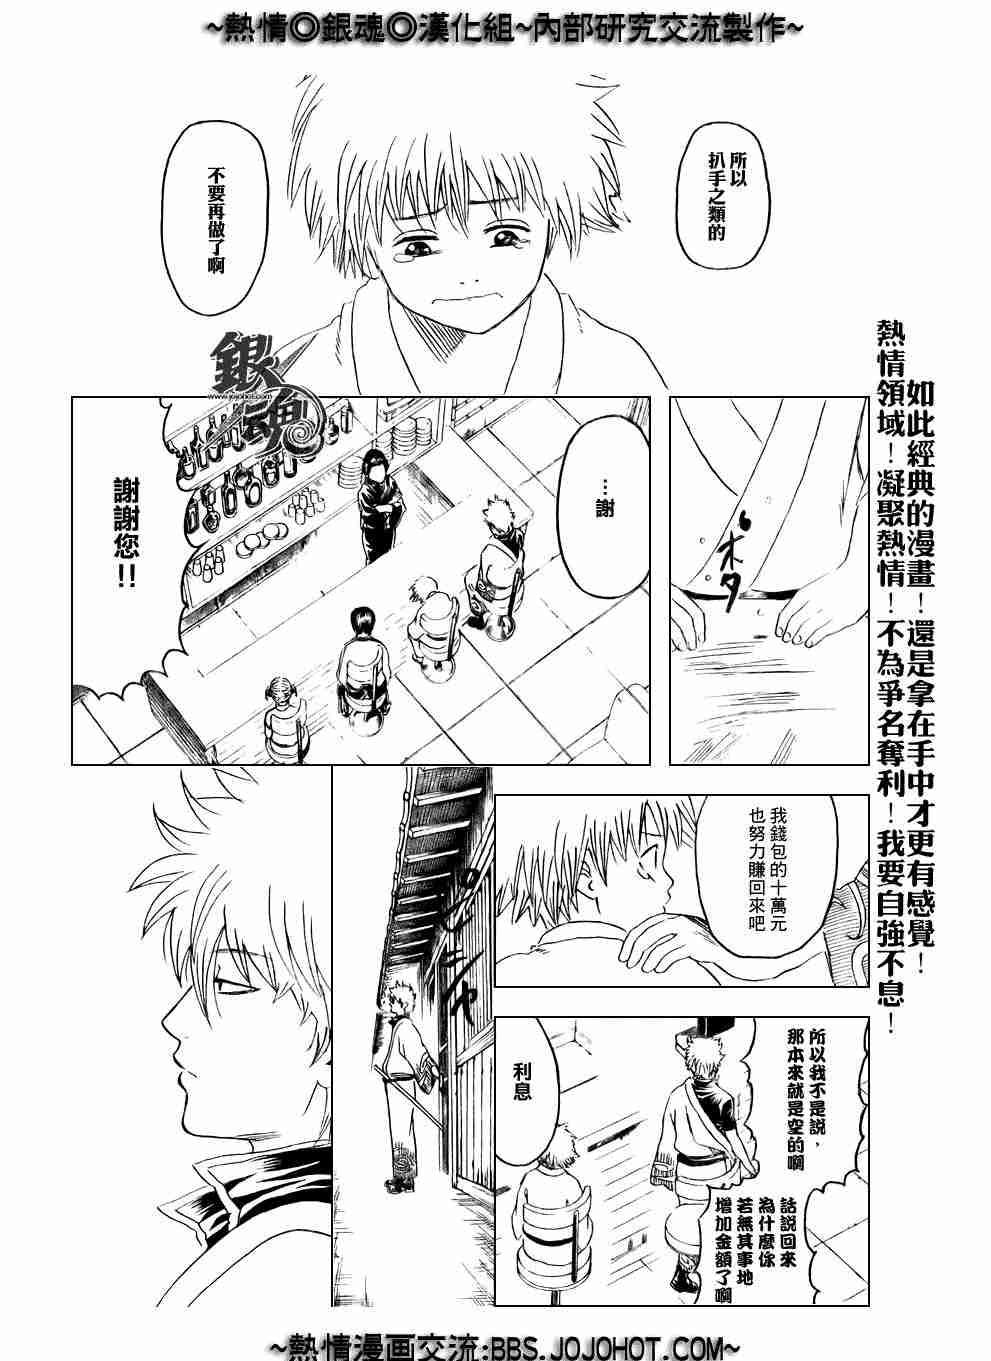 ~熱情◎銀魂◎漢化組~內部研究交流製作~
所以
扒手之類的
不要再做了啊
銀魂
www.jojohot.com
如此經典的漫畫！還是拿在手中才更有感覺！
熱情領域！凝聚熱情！不為爭名奪利！我要自強不息！
…謝
謝謝您!!
我錢包的十萬元
也努力賺回來吧
所以我不是說，
那本來就是空的啊
話說回來
為什麼你
若無其事地
增加金額了啊
利息
~熱情漫画交流:BBS.JOJOHOT.COM~